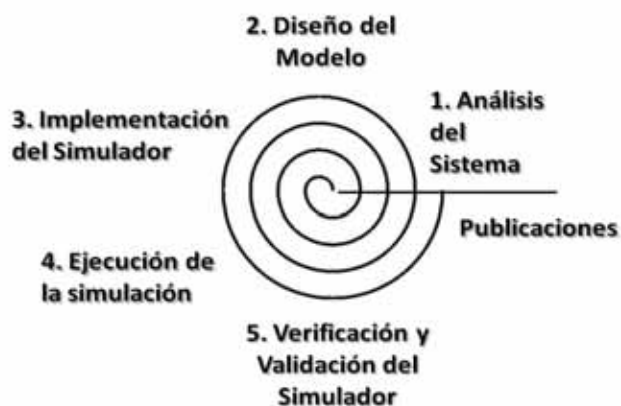 2. Diseño del
Modelo
1. Análisis
del
Sistema
3. Implementación
del Simulador
Publicaciones
4. Ejecución de
la simulación
5. Verificación y
Validación del
Simulador